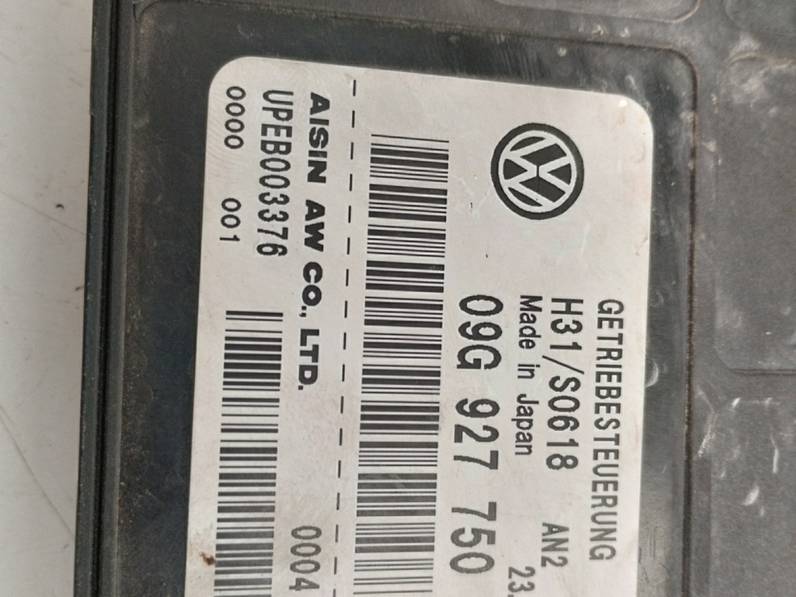 VW
GETRIEBESTEUERUNG
H31/S0618 AN2
Made in Japan 23.
09G 927 750
AISIN AW CO., LTD.
UPEB003376 0004
0000 001